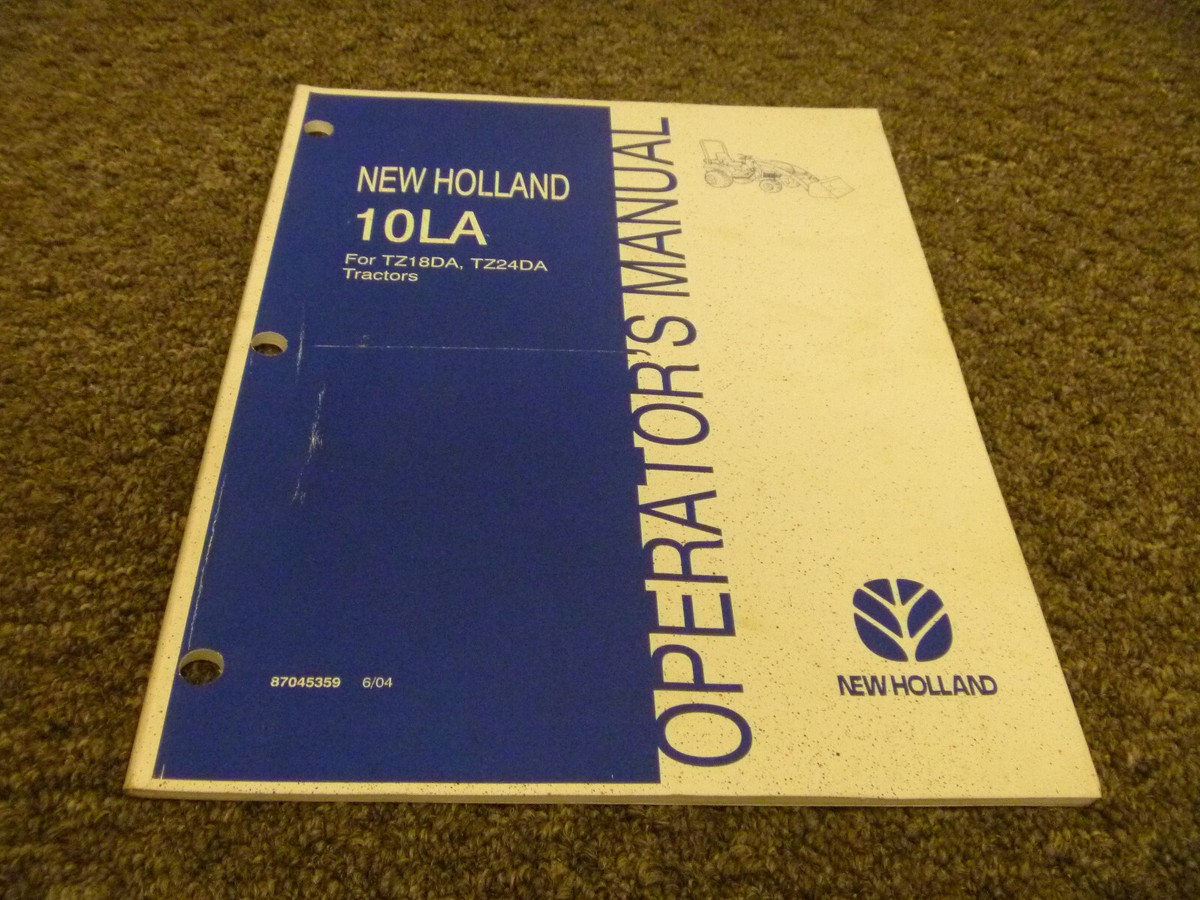 NEW HOLLAND
10LA
For TZ18DA, TZ24DA
Tractors
87045359 6/04
OPERATOR'S MANUAL
NEW HOLLAND